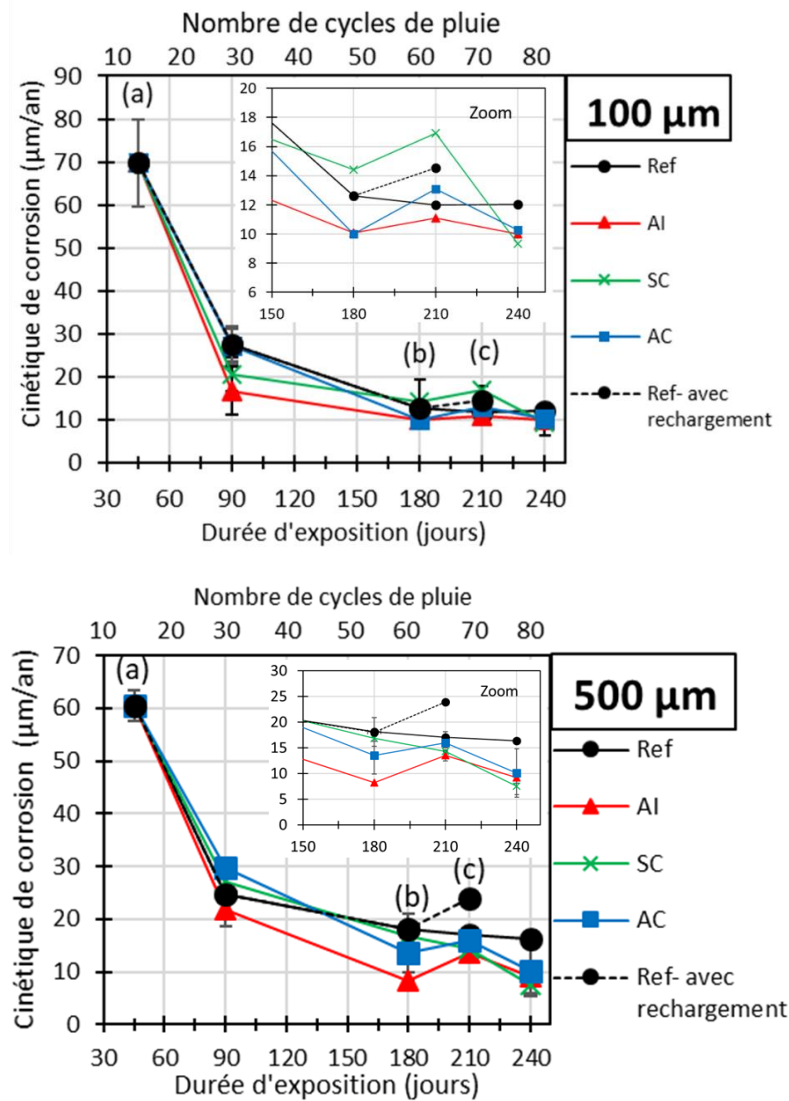 Nombre de cycles de pluie
10 20 30 40 50 60 70 80
Cinétique de corrosion (µm/an)
90
80
70
60
50
40
30
20
10
0
(a)
(b)
(c)
Zoom
20
18
16
14
12
10
8
6
150 180 210 240
30 60 90 120 150 180 210 240
Durée d'exposition (jours)
100 µm
Ref
AI
SC
AC
Ref- avec
rechargement
Nombre de cycles de pluie
10 20 30 40 50 60 70 80
Cinétique de corrosion (µm/an)
70
60
50
40
30
20
10
0
(a)
(b)
(c)
Zoom
30
25
20
15
10
5
0
150 180 210 240
30 60 90 120 150 180 210 240
Durée d'exposition (jours)
500 µm
Ref
AI
SC
AC
Ref- avec
rechargement